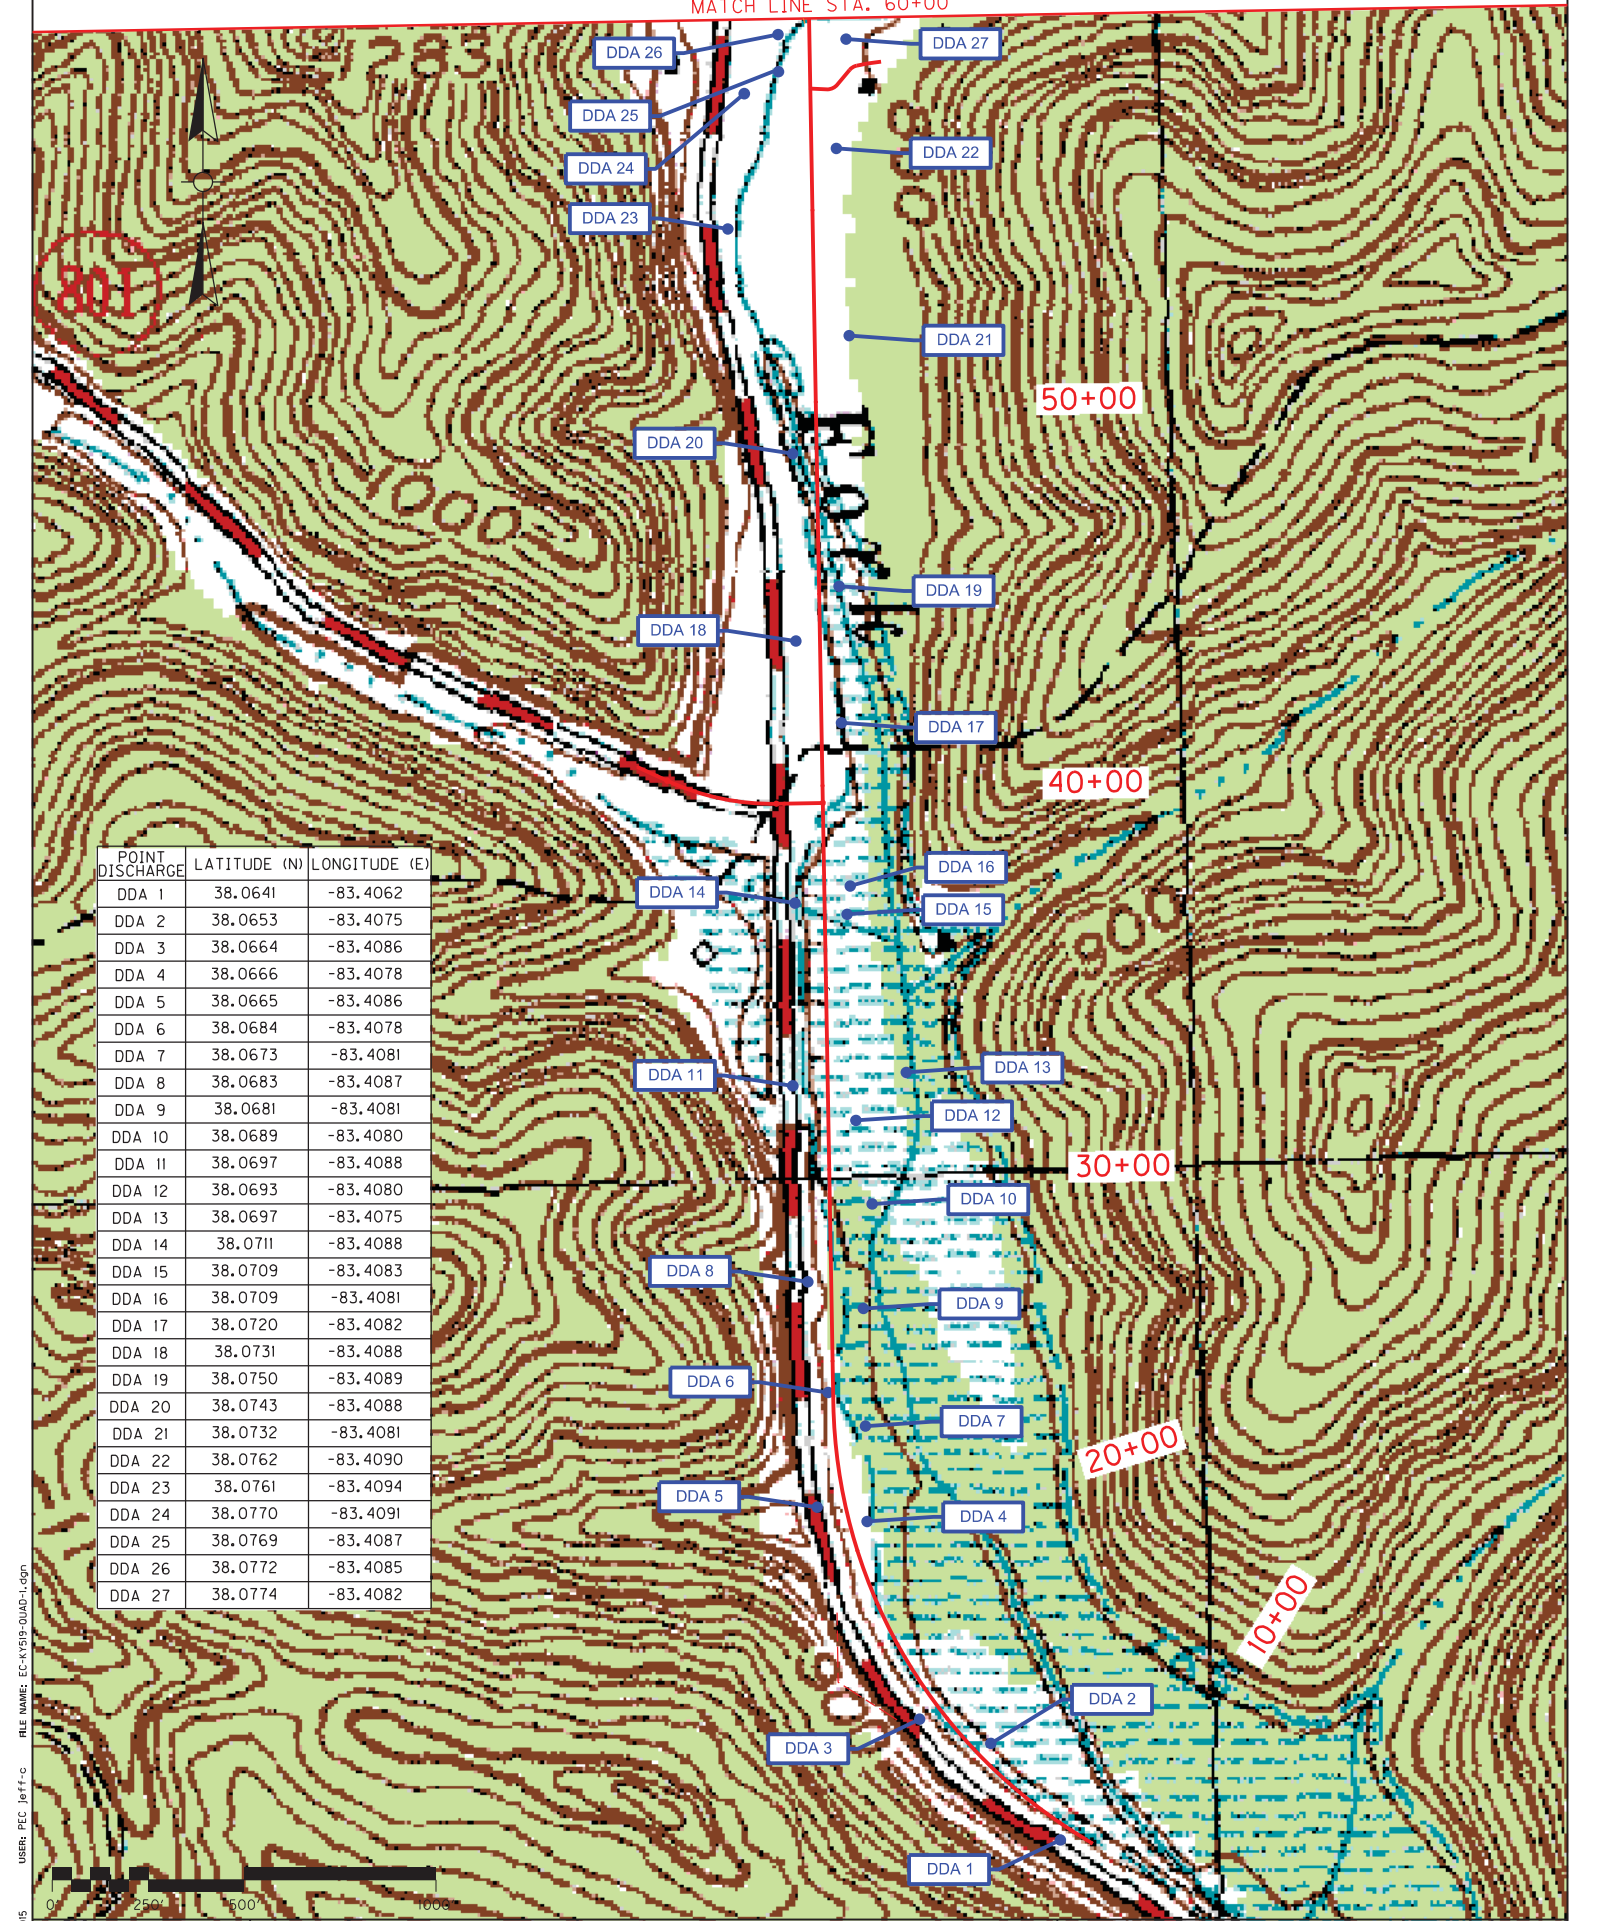 MATCH LINE STA. 60+00
DDA 26
DDA 27
DDA 25
DDA 22
DDA 24
DDA 23
DDA 21
50+00
DDA 20
1000
DDA 19
DDA 18
DDA 17
40+00
DDA 16
DDA 14
DDA 15
900
DDA 11
DDA 13
DDA 12
30+00
DDA 10
DDA 8
DDA 9
DDA 6
DDA 7
20+00
DDA 5
DDA 4
10+00
DDA 2
DDA 3
DDA 1
POINT DISCHARGE LATITUDE (N) LONGITUDE (E)
DDA 1 38.0641 -83.4062
DDA 2 38.0653 -83.4075
DDA 3 38.0664 -83.4086
DDA 4 38.0666 -83.4078
DDA 5 38.0665 -83.4086
DDA 6 38.0684 -83.4078
DDA 7 38.0673 -83.4081
DDA 8 38.0683 -83.4087
DDA 9 38.0681 -83.4081
DDA 10 38.0689 -83.4080
DDA 11 38.0697 -83.4088
DDA 12 38.0693 -83.4080
DDA 13 38.0697 -83.4075
DDA 14 38.0711 -83.4088
DDA 15 38.0709 -83.4083
DDA 16 38.0709 -83.4081
DDA 17 38.0720 -83.4082
DDA 18 38.0731 -83.4088
DDA 19 38.0750 -83.4089
DDA 20 38.0743 -83.4088
DDA 21 38.0732 -83.4081
DDA 22 38.0762 -83.4090
DDA 23 38.0761 -83.4094
DDA 24 38.0770 -83.4091
DDA 25 38.0769 -83.4087
DDA 26 38.0772 -83.4085
DDA 27 38.0774 -83.4082
0' 250' 500' 1000'
USER: PEC Jeff-c FILE NAME: EC-KY519-QUAD-1.dgn